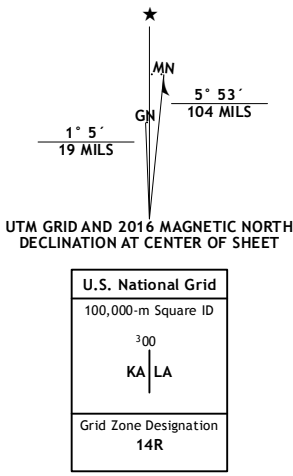 ★
MN
GN
5° 53´
104 MILS
1° 5´
19 MILS
UTM GRID AND 2016 MAGNETIC NORTH
DECLINATION AT CENTER OF SHEET
U.S. National Grid
100,000-m Square ID
³00
KA LA
Grid Zone Designation
14R